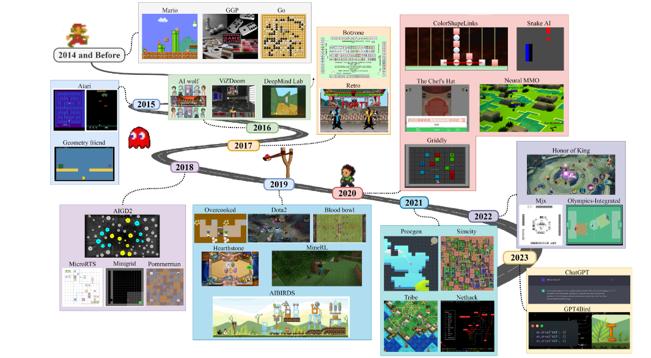 Mario
GGP
Go
2014 and Before
Atari
2015
Geometry friend
AI wolf
ViZDoom
DeepMind Lab
2016
Botzone
Retro
2017
ColorShapeLinks
Snake AI
The Chef's Hat
Neural MMO
Griddly
2018
2019
2020
2021
2022
2023
AIGD2
MicroRTS
Minigrid
Pommerman
Overcooked
Dota2
Blood bowl
Hearthstone
MineRL
AIBIRDS
Procgen
Simcity
Tribe
Nethack
Honor of King
Mjx
Olympics-Integrated
ChatGPT
GPT4Bird